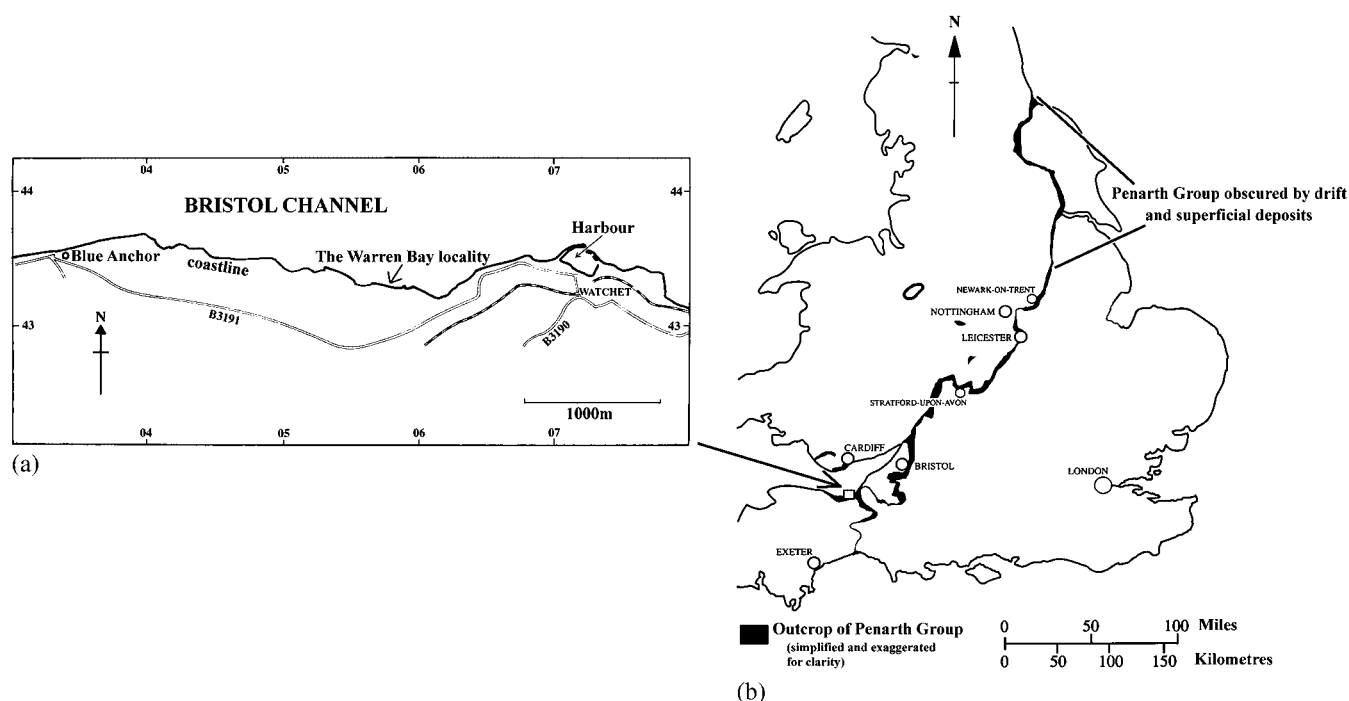 04
05
06
07
44
44
BRISTOL CHANNEL
Harbour
Blue Anchor
coastline
The Warren Bay locality
WATCHET
B3191
B3190
N
43
43
1000m
04
05
06
07
(a)
N
Penarth Group obscured by drift
and superficial deposits
NEWARK-ON-TRENT
NOTTINGHAM
LEICESTER
STRATFORD-UPON-AVON
CARDIFF
BRISTOL
LONDON
EXETER
Outcrop of Penarth Group
(simplified and exaggerated
for clarity)
0 50 100 Miles
0 50 100 150 Kilometres
(b)